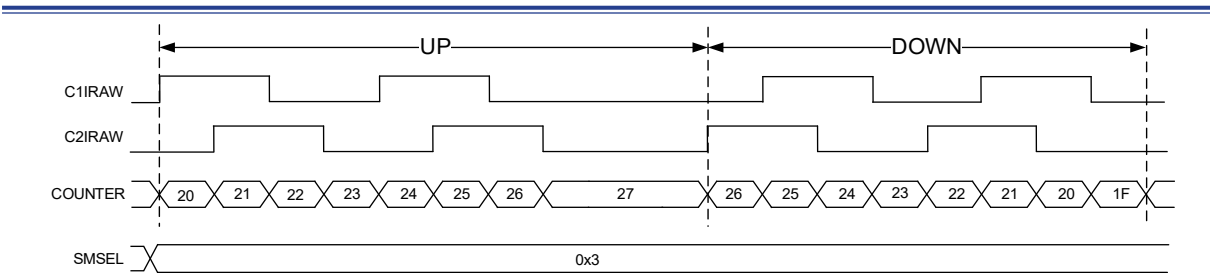 UP DOWN
C1IRAW
C2IRAW
COUNTER 20 21 22 23 24 25 26 27 26 25 24 23 22 21 20 1F
SMSEL 0x3